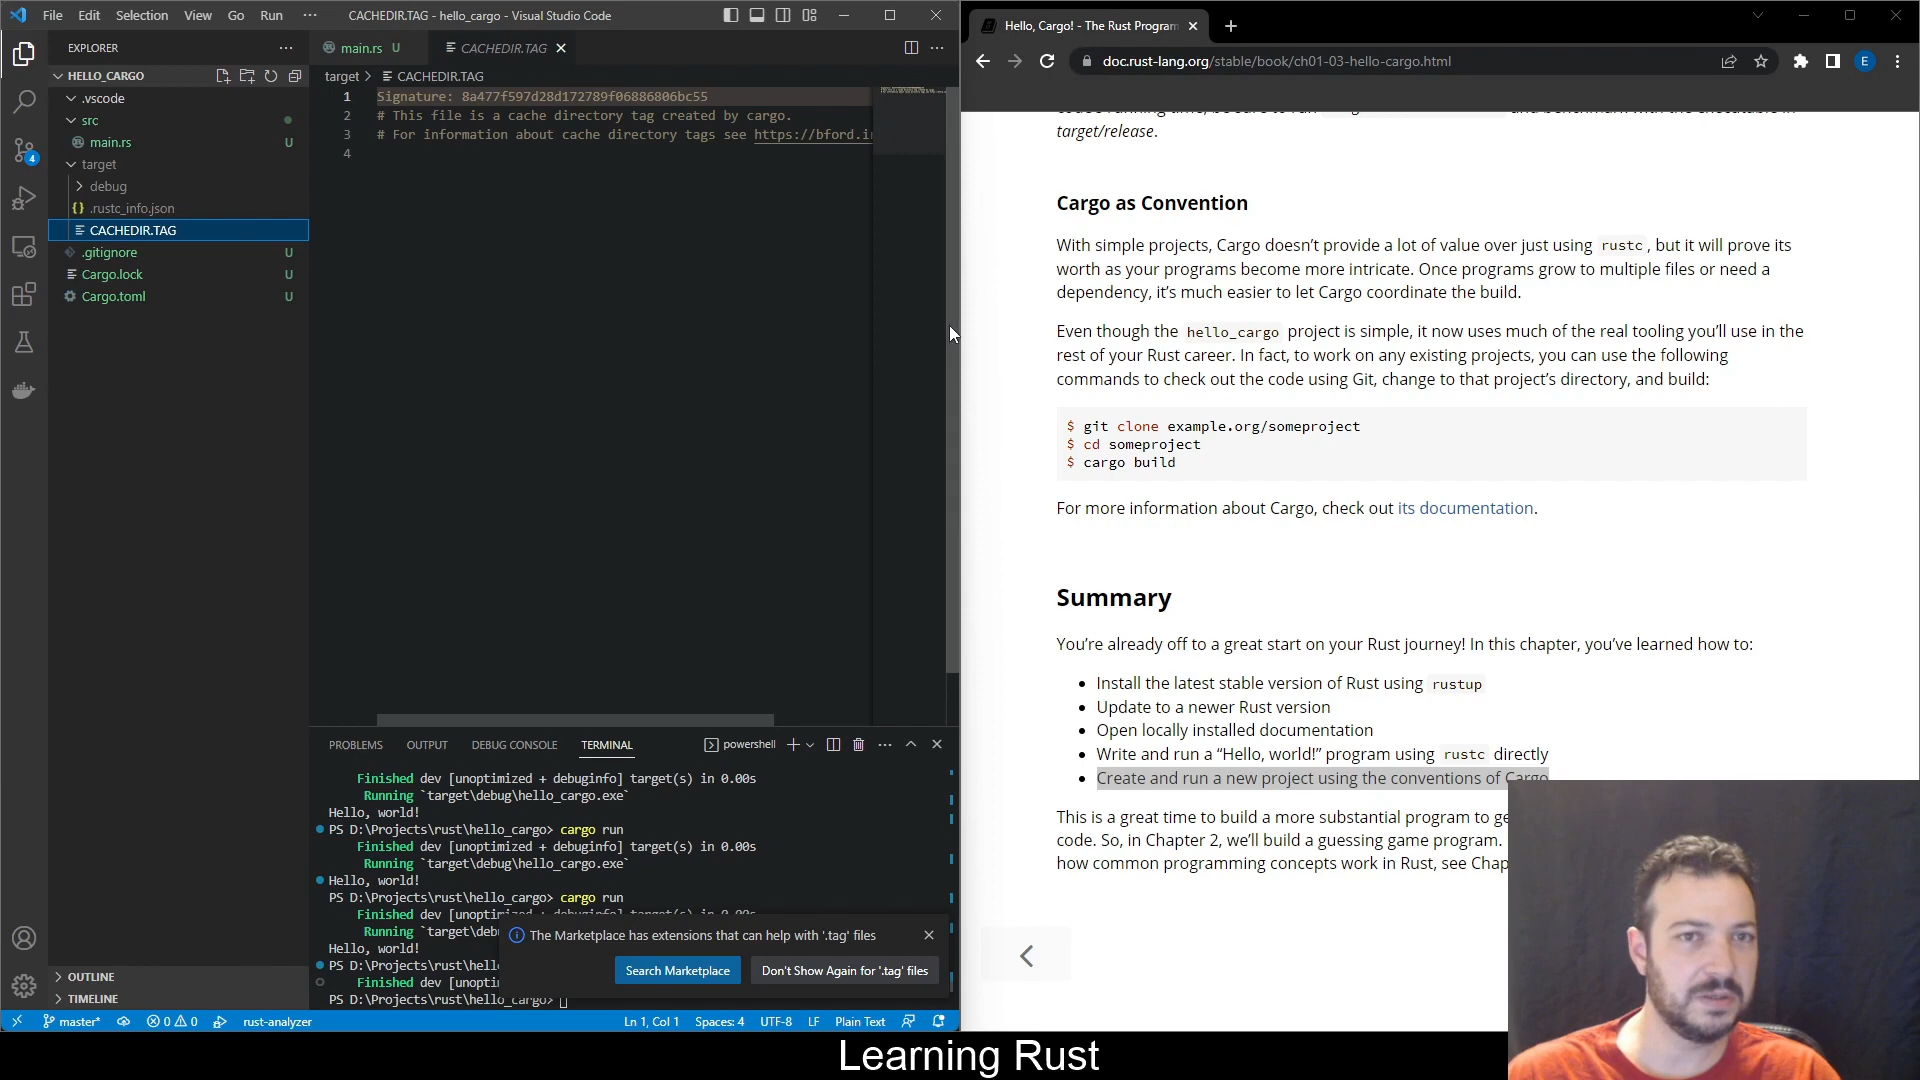 File Edit Selection View Go Run ··· CACHEDIR.TAG - hello_cargo - Visual Studio Code
EXPLORER
HELLO_CARGO
.vscode
src
main.rs U
target
debug
.rustc_info.json
CACHEDIR.TAG
.gitignore U
Cargo.lock U
Cargo.toml U
4
OUTLINE
TIMELINE
main.rs U CACHEDIR.TAG
target > CACHEDIR.TAG
1 Signature: 8a477f597d28d172789f06886806bc55
2 # This file is a cache directory tag created by cargo.
3 # For information about cache directory tags see https://bford.in
4
PROBLEMS OUTPUT DEBUG CONSOLE TERMINAL powershell
Finished dev [unoptimized + debuginfo] target(s) in 0.00s
Running `target\debug\hello_cargo.exe`
Hello, world!
PS D:\Projects\rust\hello_cargo> cargo run
Finished dev [unoptimized + debuginfo] target(s) in 0.00s
Running `target\debug\hello_cargo.exe`
Hello, world!
PS D:\Projects\rust\hello_cargo> cargo run
Finished dev [unoptimized + debuginfo] target(s) in 0.00s
Running `target\debu
Hello, world!
PS D:\Projects\rust\hell
Finished dev [unoptim
PS D:\Projects\rust\hello_cargo>
The Marketplace has extensions that can help with '.tag' files
Search Marketplace Don't Show Again for '.tag' files
master* 0 0 rust-analyzer Ln 1, Col 1 Spaces: 4 UTF-8 LF Plain Text
Hello, Cargo! - The Rust Program
doc.rust-lang.org/stable/book/ch01-03-hello-cargo.html E
target/release.
Cargo as Convention
With simple projects, Cargo doesn’t provide a lot of value over just using rustc, but it will prove its
worth as your programs become more intricate. Once programs grow to multiple files or need a
dependency, it’s much easier to let Cargo coordinate the build.
Even though the hello_cargo project is simple, it now uses much of the real tooling you’ll use in the
rest of your Rust career. In fact, to work on any existing projects, you can use the following
commands to check out the code using Git, change to that project’s directory, and build:
$ git clone example.org/someproject
$ cd someproject
$ cargo build
For more information about Cargo, check out its documentation.
Summary
You’re already off to a great start on your Rust journey! In this chapter, you’ve learned how to:
• Install the latest stable version of Rust using rustup
• Update to a newer Rust version
• Open locally installed documentation
• Write and run a “Hello, world!” program using rustc directly
• Create and run a new project using the conventions of Cargo
This is a great time to build a more substantial program to ge
code. So, in Chapter 2, we’ll build a guessing game program.
how common programming concepts work in Rust, see Chap
Learning Rust